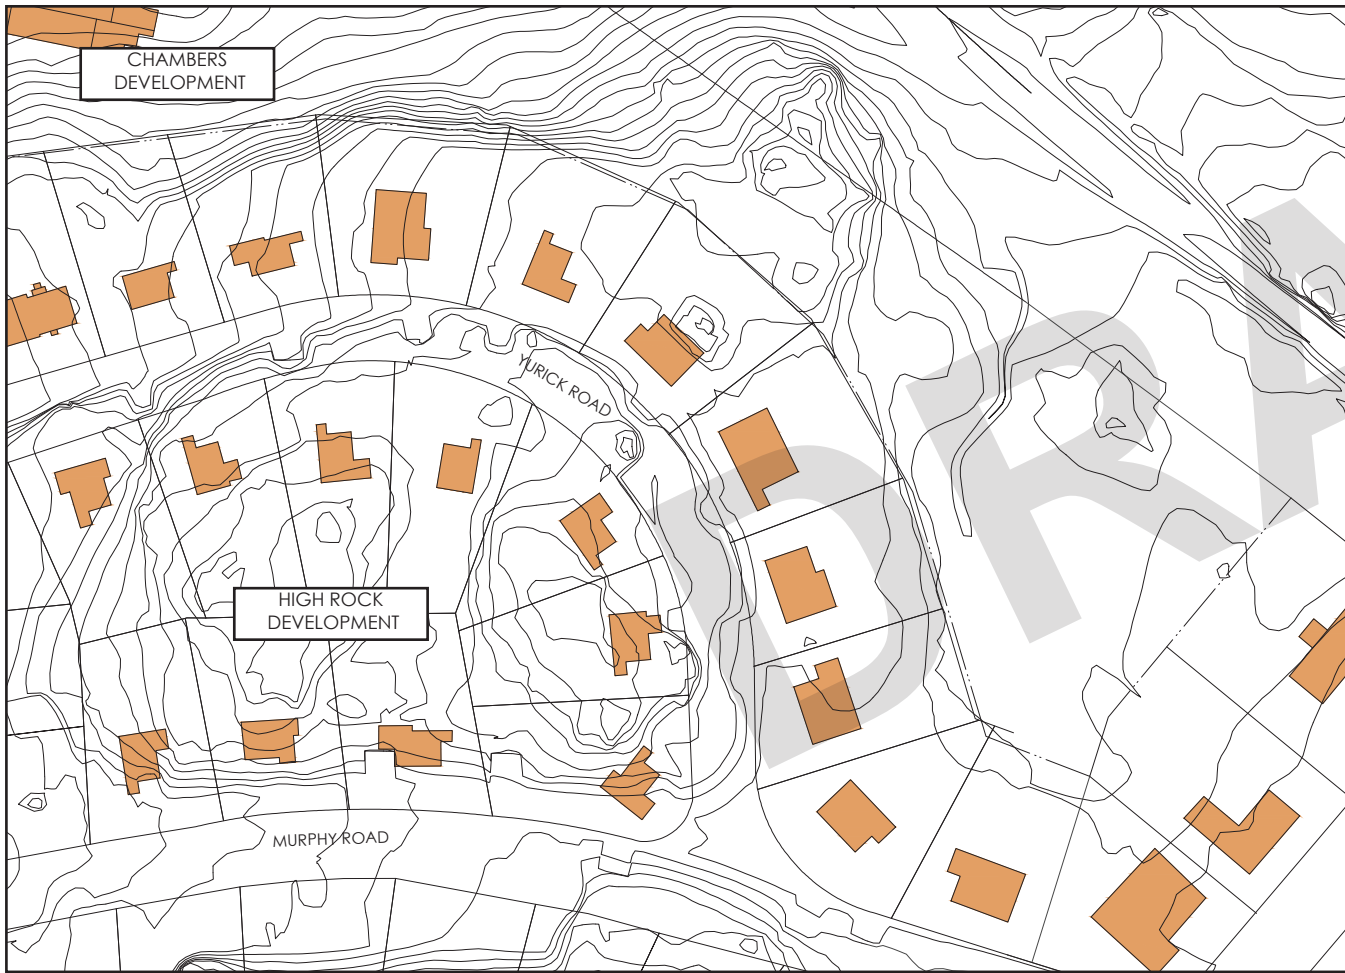 CHAMBERS
DEVELOPMENT
YURICK ROAD
HIGH ROCK
DEVELOPMENT
MURPHY ROAD
DRA